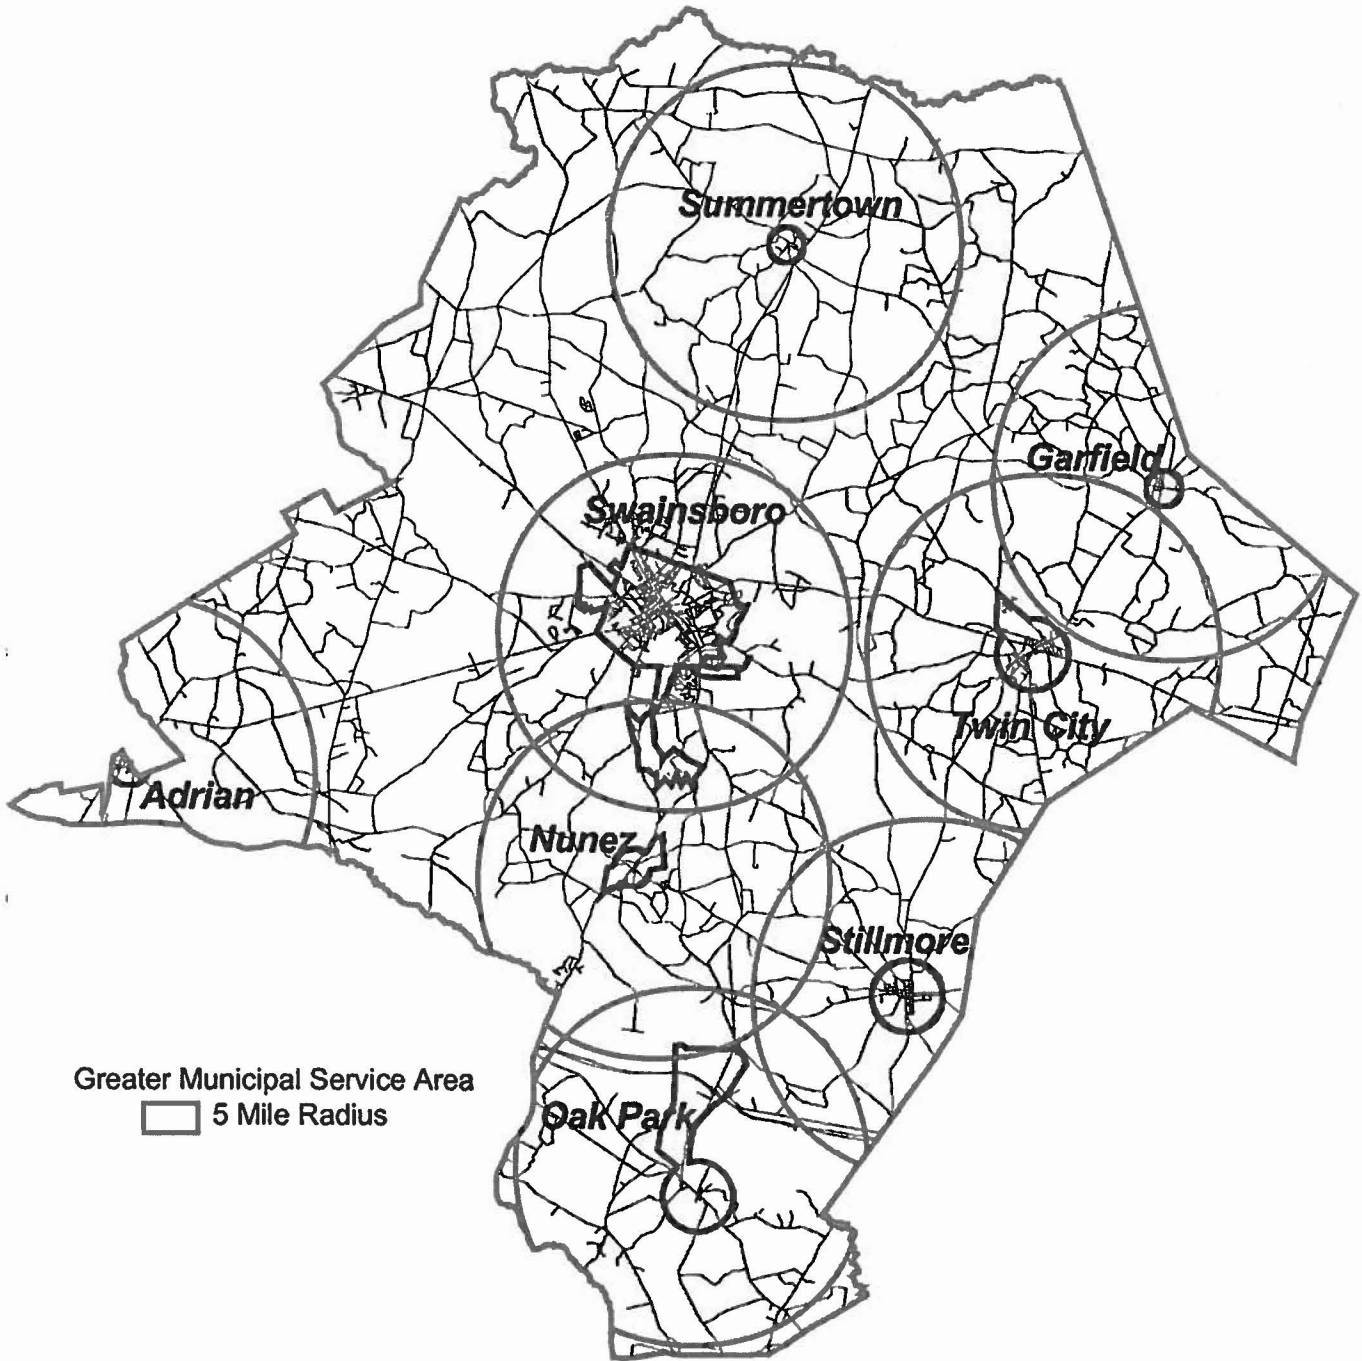 Summertown
Garfield
Swainsboro
Twin City
Adrian
Nunez
Stillmore
Greater Municipal Service Area
5 Mile Radius
Oak Park